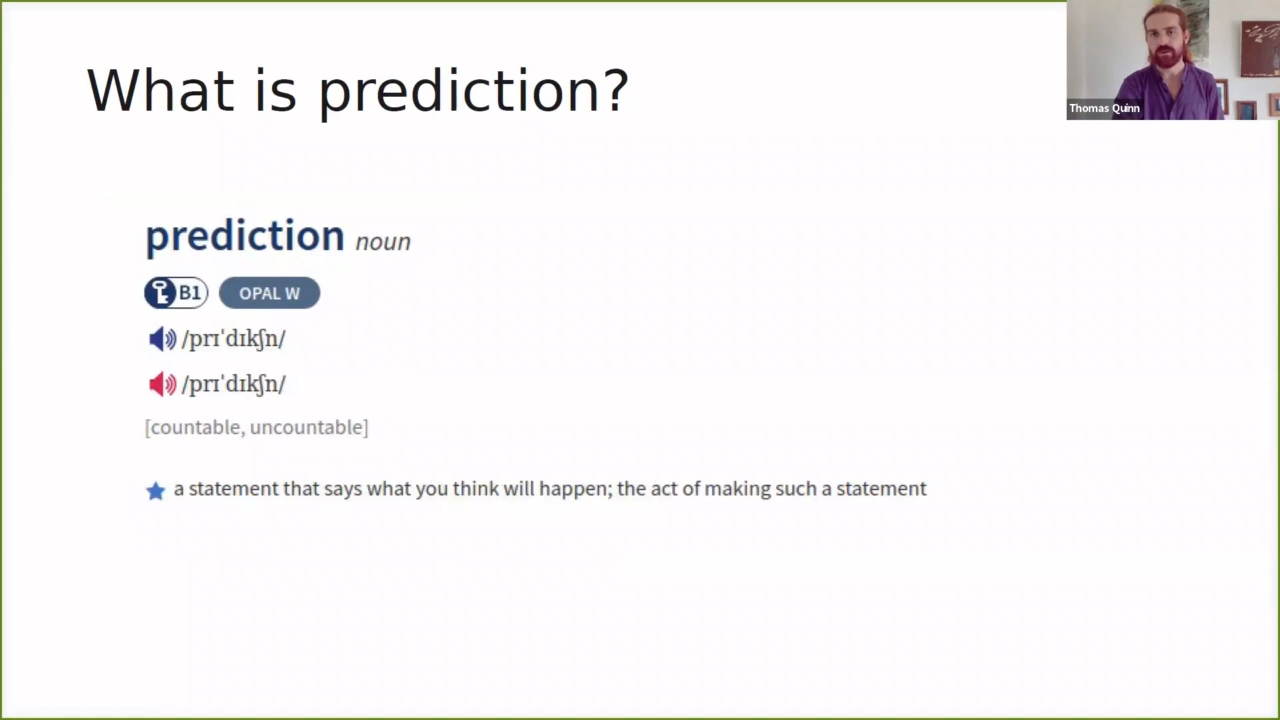 What is prediction?
Thomas Quinn
prediction noun
B1 OPAL W
/prɪˈdɪkʃn/
/prɪˈdɪkʃn/
[countable, uncountable]
a statement that says what you think will happen; the act of making such a statement